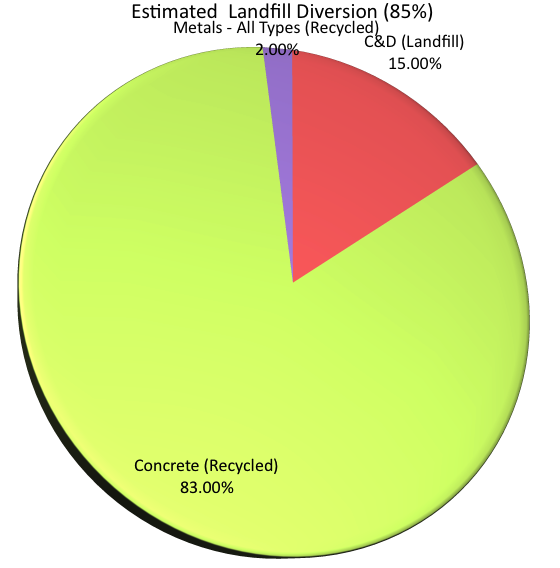 Estimated  Landfill Diversion (85%)
Metals - All Types (Recycled)
2.00%
C&D (Landfill)
15.00%
Concrete (Recycled)
83.00%